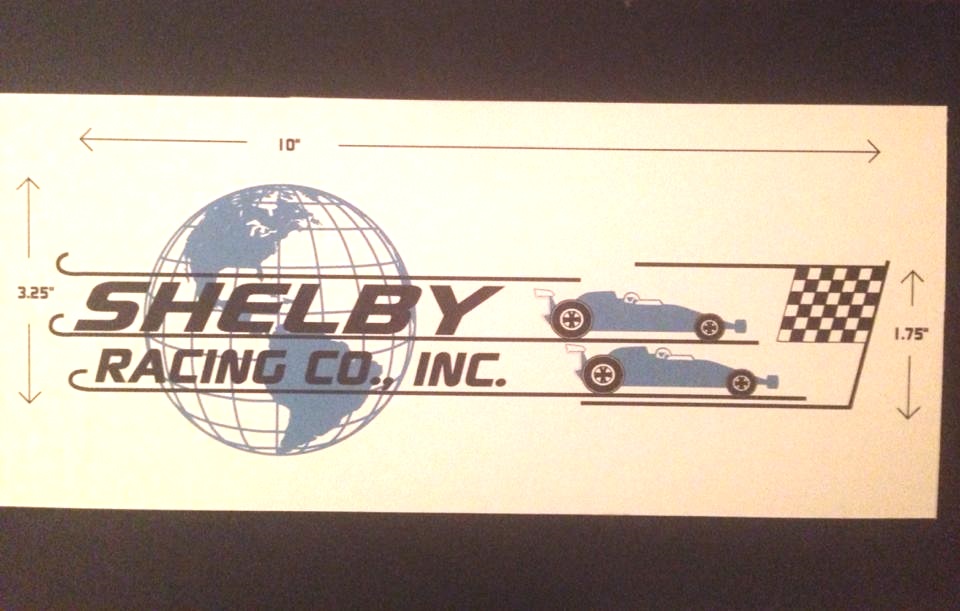 10"
3.25"
SHELBY
RACING CO., INC.
1.75"